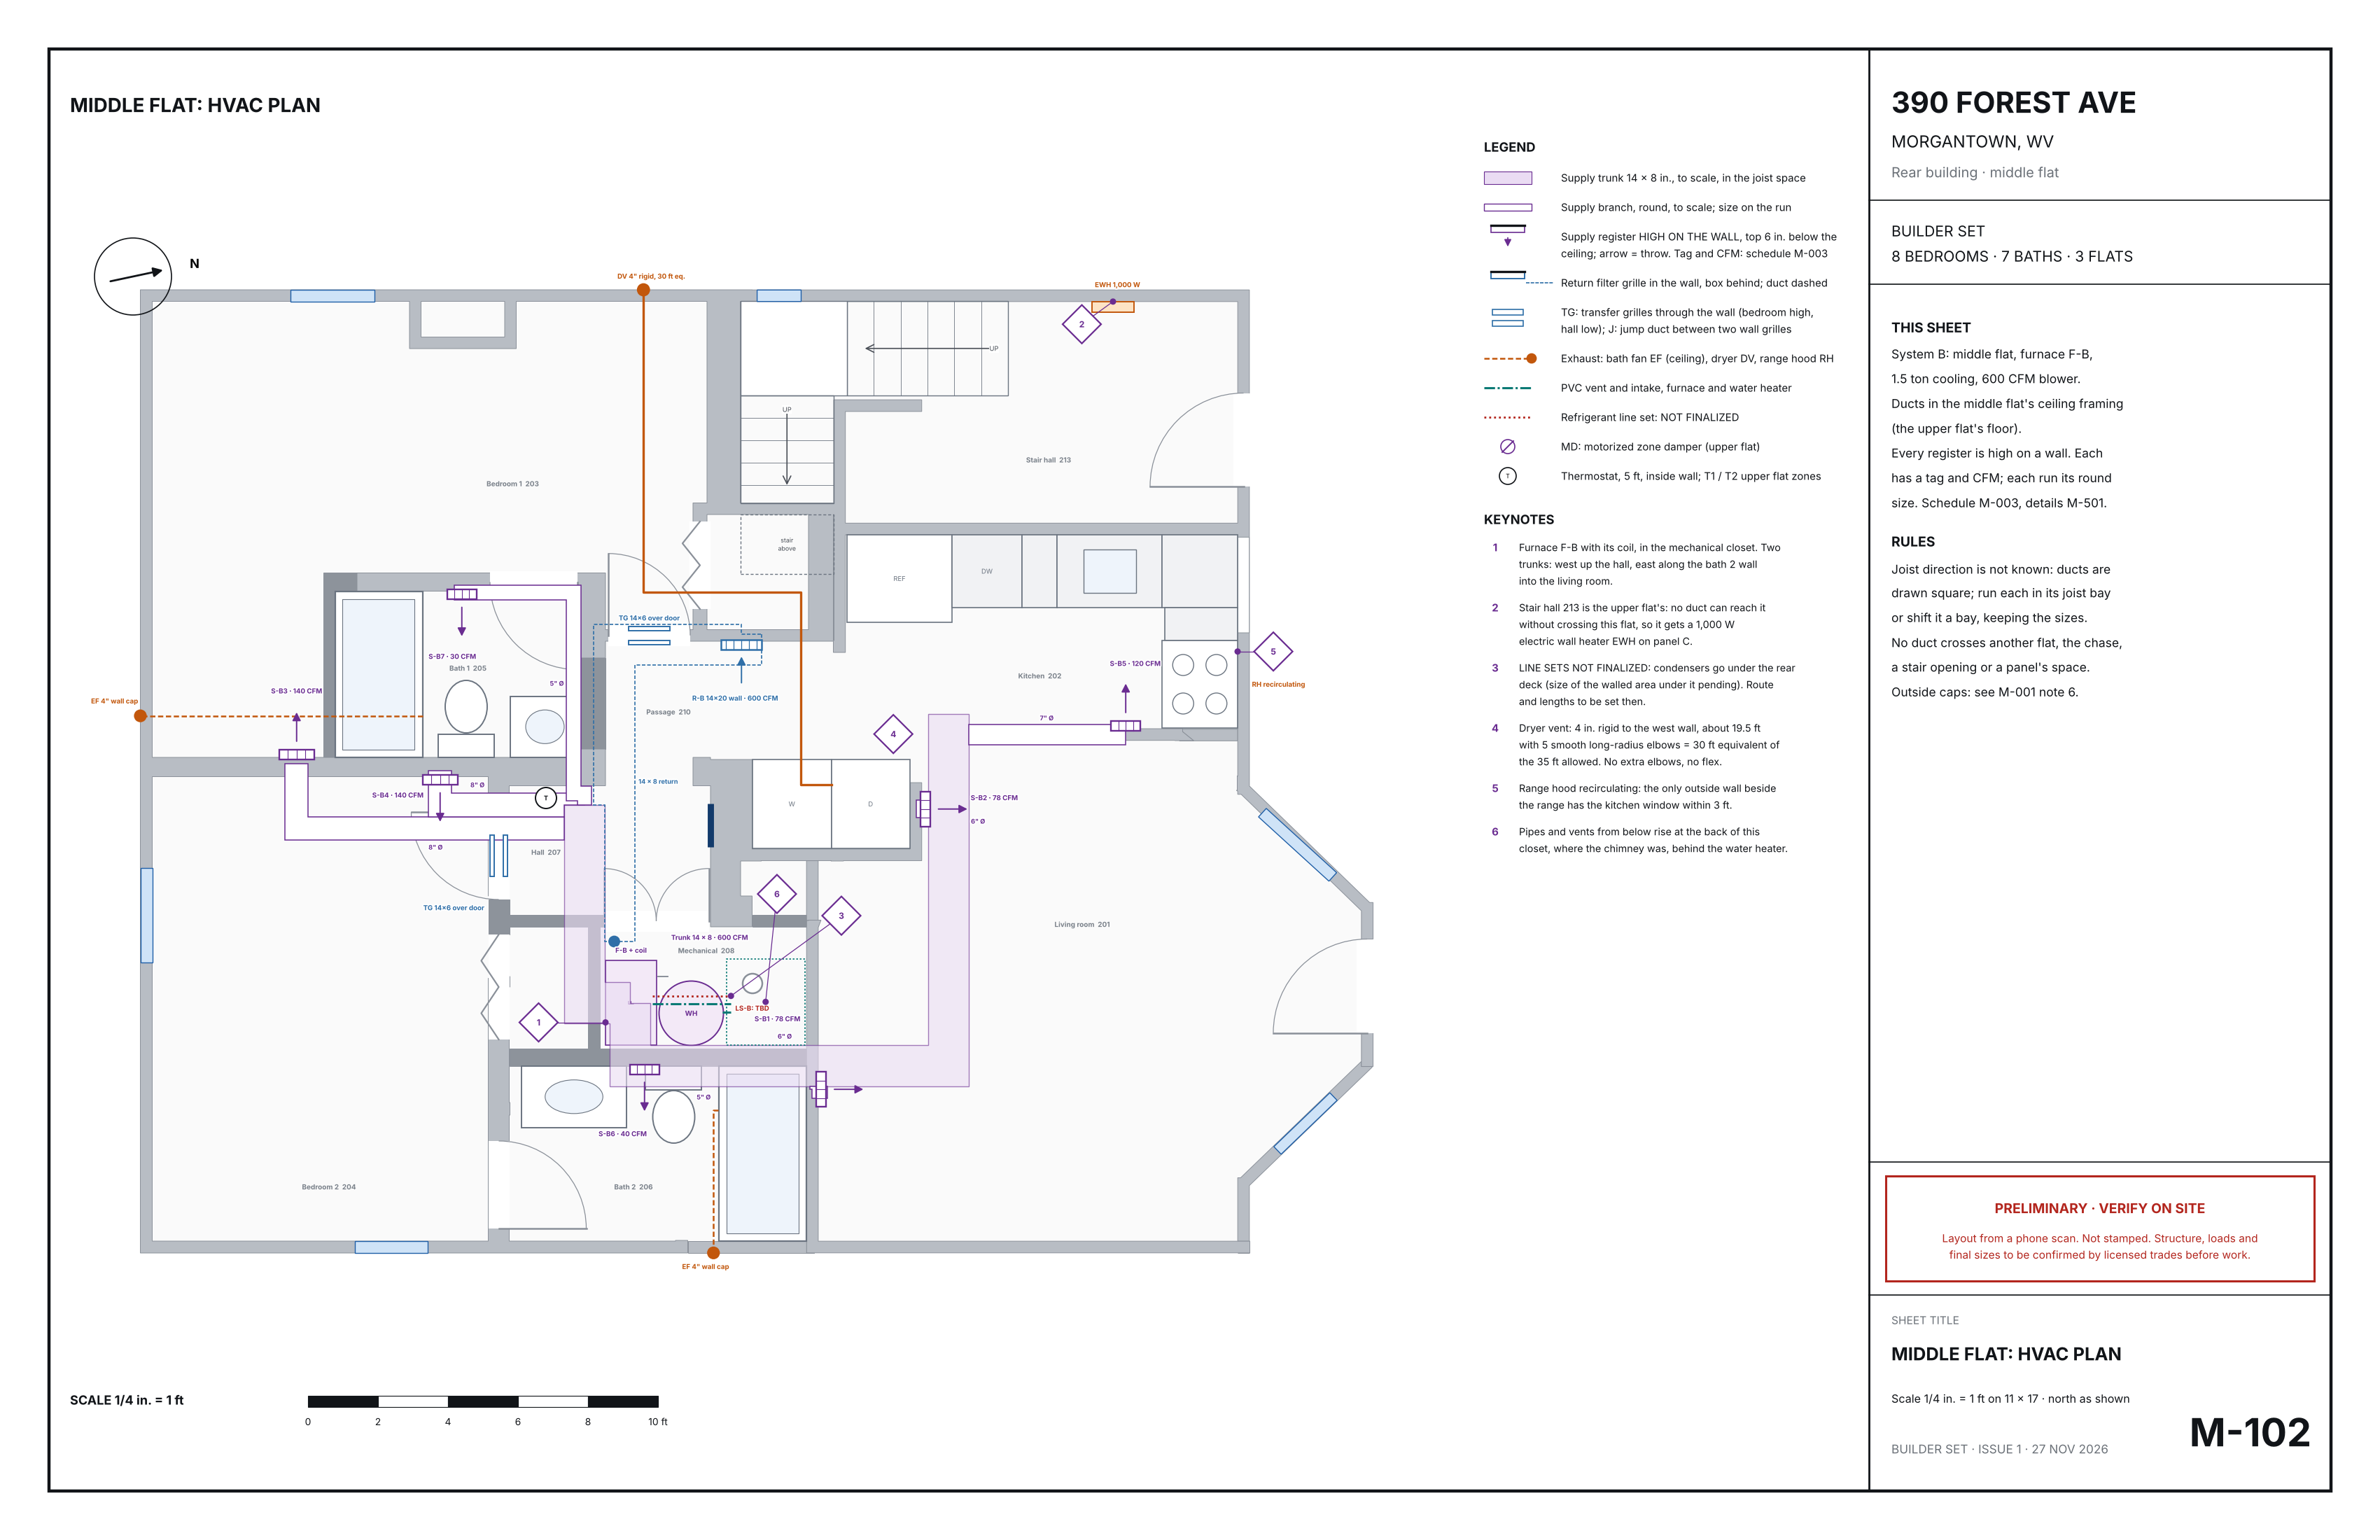 MIDDLE FLAT: HVAC PLAN
N
DV 4" rigid, 30 ft eq.
EWH 1,000 W
2
UP
UP
Stair hall 213
Bedroom 1 203
stair
above
REF
DW
TG 14×6 over door
S-B7 · 30 CFM
Bath 1 205
5" Ø
S-B3 · 140 CFM
EF 4" wall cap
R-B 14×20 wall · 600 CFM
Passage 210
Kitchen 202
S-B5 · 120 CFM
5
RH recirculating
7" Ø
4
14 × 8 return
8" Ø
S-B4 · 140 CFM
T
W
D
S-B2 · 78 CFM
6" Ø
8" Ø
Hall 207
TG 14×6 over door
6
3
Living room 201
Trunk 14 × 8 · 600 CFM
F-B + coil
Mechanical 208
LS-B: TBD
WH
S-B1 · 78 CFM
1
6" Ø
5" Ø
S-B6 · 40 CFM
Bedroom 2 204
Bath 2 206
EF 4" wall cap
SCALE 1/4 in. = 1 ft
0 2 4 6 8 10 ft
LEGEND
Supply trunk 14 × 8 in., to scale, in the joist space
Supply branch, round, to scale; size on the run
Supply register HIGH ON THE WALL, top 6 in. below the
ceiling; arrow = throw. Tag and CFM: schedule M-003
Return filter grille in the wall, box behind; duct dashed
TG: transfer grilles through the wall (bedroom high,
hall low); J: jump duct between two wall grilles
Exhaust: bath fan EF (ceiling), dryer DV, range hood RH
PVC vent and intake, furnace and water heater
Refrigerant line set: NOT FINALIZED
MD: motorized zone damper (upper flat)
T
Thermostat, 5 ft, inside wall; T1 / T2 upper flat zones
KEYNOTES
1 Furnace F-B with its coil, in the mechanical closet. Two
trunks: west up the hall, east along the bath 2 wall
into the living room.
2 Stair hall 213 is the upper flat's: no duct can reach it
without crossing this flat, so it gets a 1,000 W
electric wall heater EWH on panel C.
3 LINE SETS NOT FINALIZED: condensers go under the rear
deck (size of the walled area under it pending). Route
and lengths to be set then.
4 Dryer vent: 4 in. rigid to the west wall, about 19.5 ft
with 5 smooth long-radius elbows = 30 ft equivalent of
the 35 ft allowed. No extra elbows, no flex.
5 Range hood recirculating: the only outside wall beside
the range has the kitchen window within 3 ft.
6 Pipes and vents from below rise at the back of this
closet, where the chimney was, behind the water heater.
390 FOREST AVE
MORGANTOWN, WV
Rear building · middle flat
BUILDER SET
8 BEDROOMS · 7 BATHS · 3 FLATS
THIS SHEET
System B: middle flat, furnace F-B,
1.5 ton cooling, 600 CFM blower.
Ducts in the middle flat's ceiling framing
(the upper flat's floor).
Every register is high on a wall. Each
has a tag and CFM; each run its round
size. Schedule M-003, details M-501.
RULES
Joist direction is not known: ducts are
drawn square; run each in its joist bay
or shift it a bay, keeping the sizes.
No duct crosses another flat, the chase,
a stair opening or a panel's space.
Outside caps: see M-001 note 6.
PRELIMINARY · VERIFY ON SITE
Layout from a phone scan. Not stamped. Structure, loads and
final sizes to be confirmed by licensed trades before work.
SHEET TITLE
MIDDLE FLAT: HVAC PLAN
Scale 1/4 in. = 1 ft on 11 × 17 · north as shown
BUILDER SET · ISSUE 1 · 27 NOV 2026
M-102